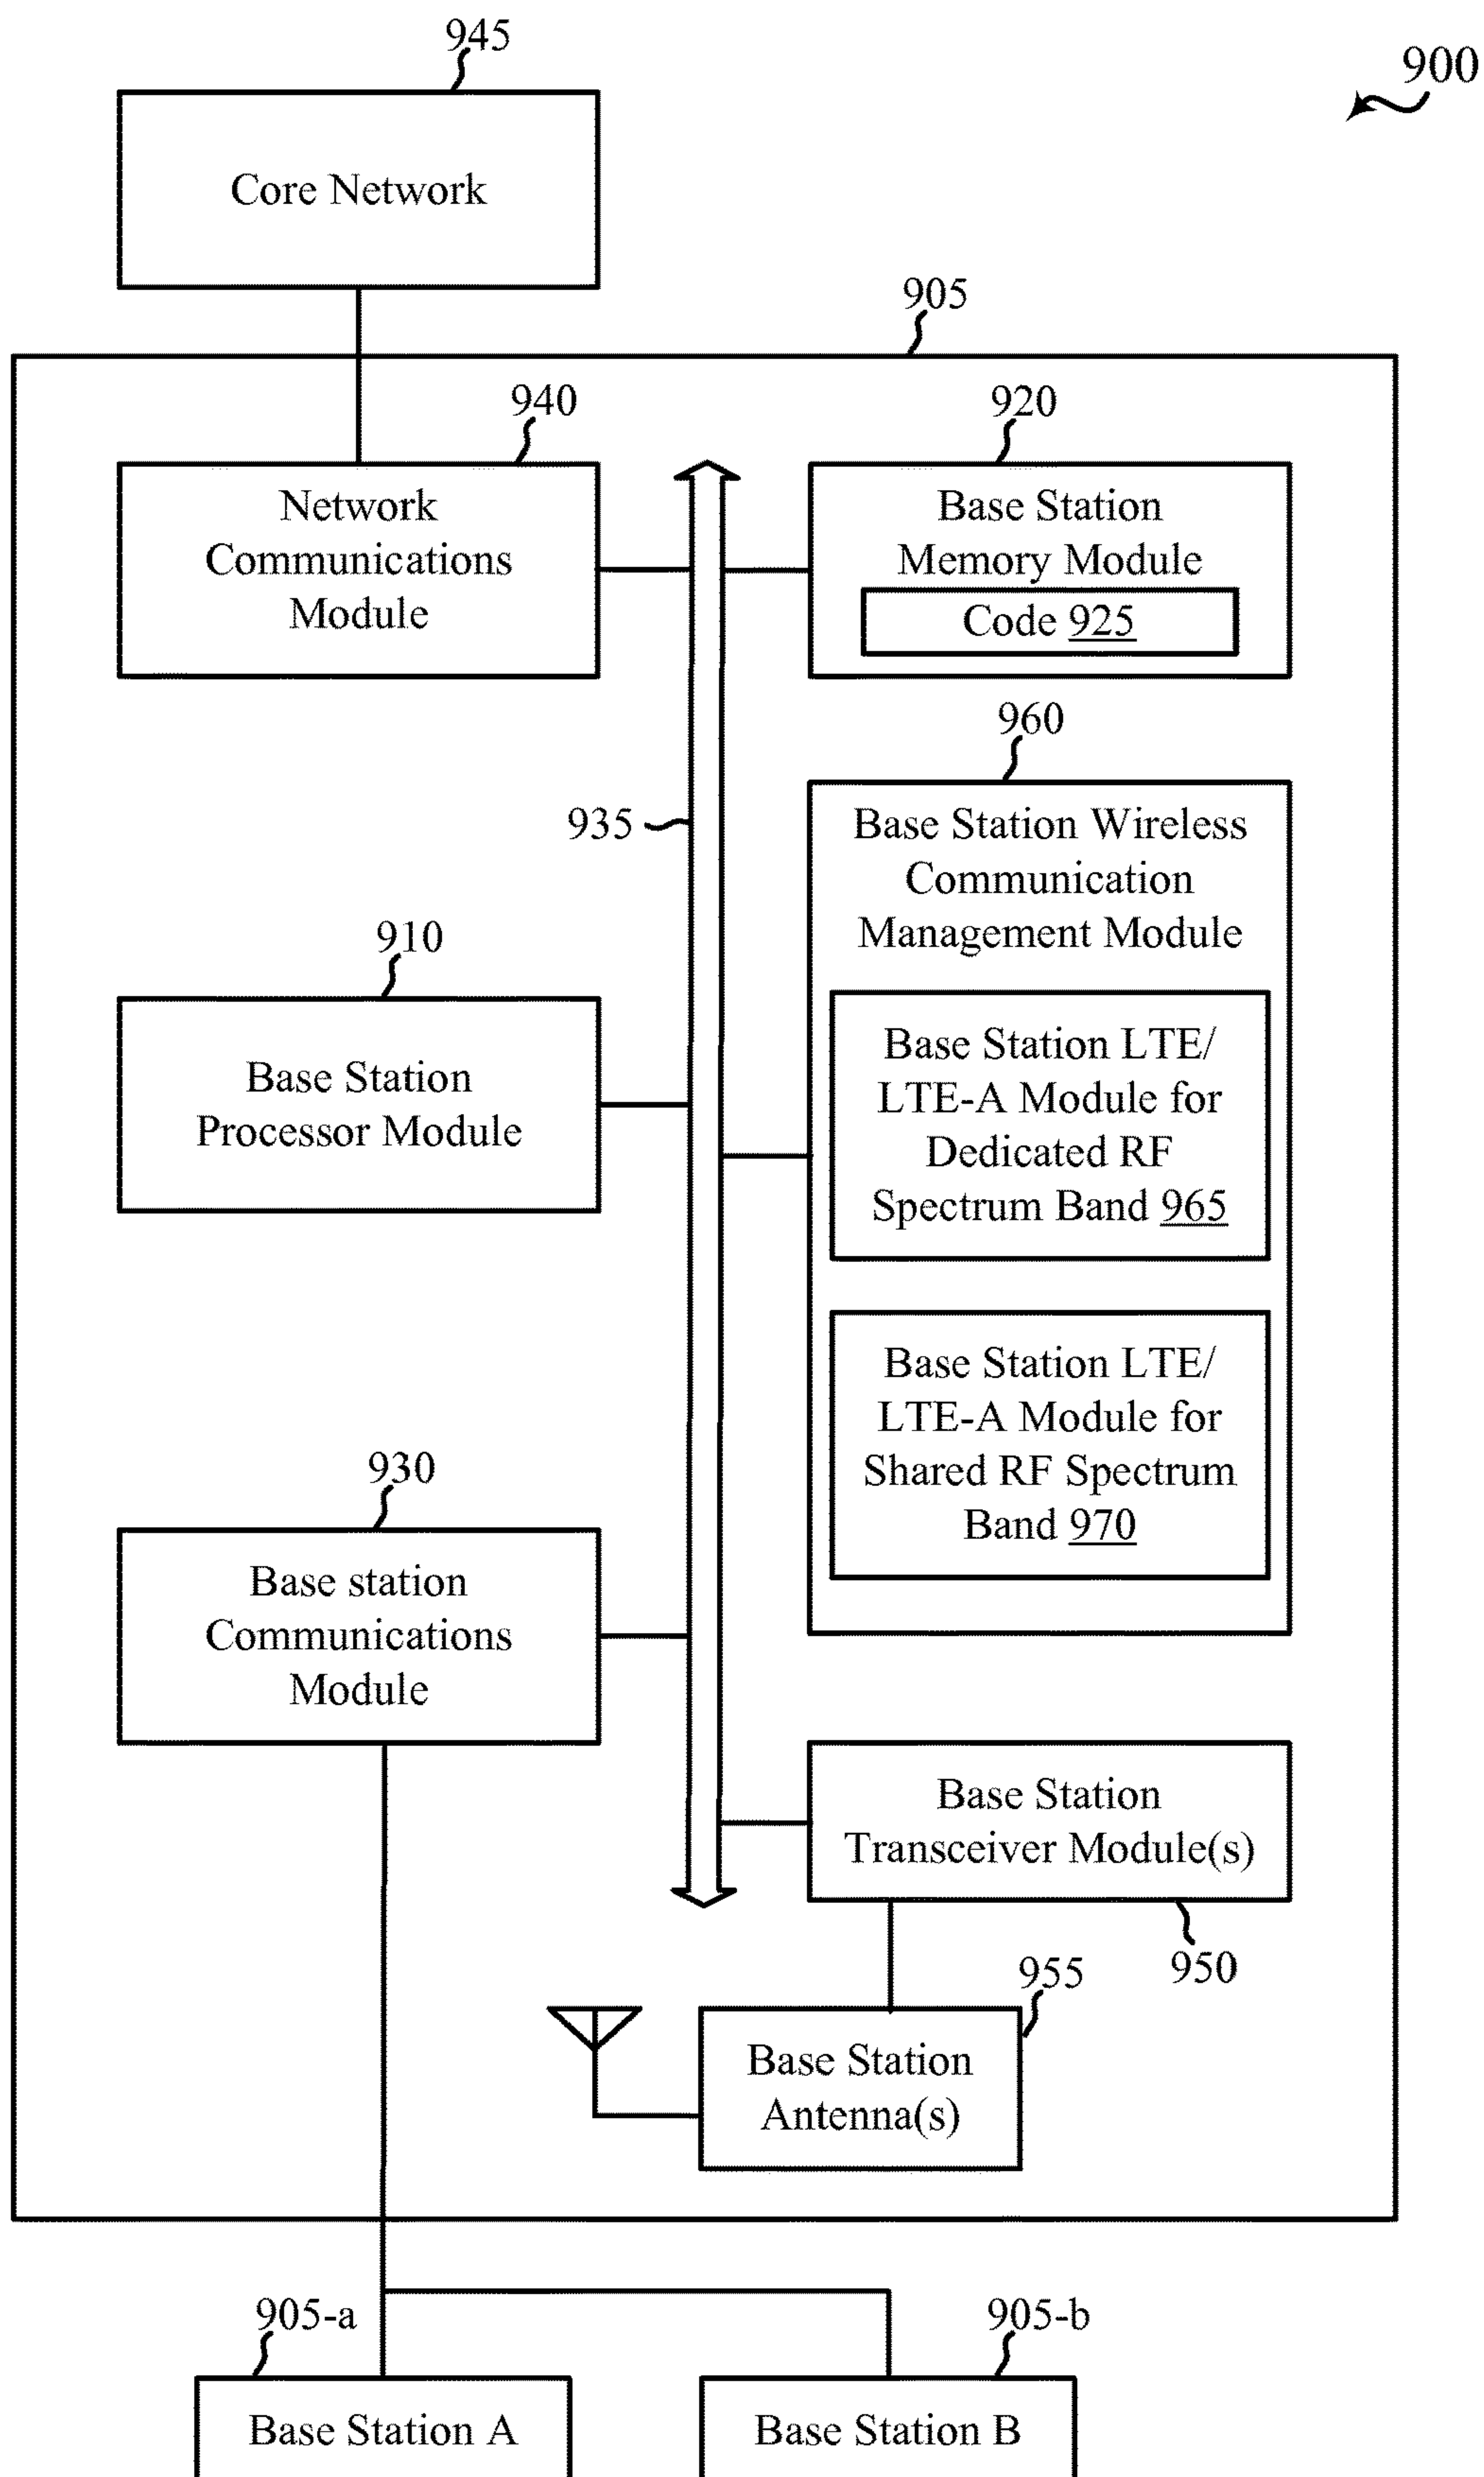 945
900
Core Network
905
940
920
Network
Communications
Module
Base Station
Memory Module
Code 925
960
935
Base Station Wireless
Communication
Management Module
910
Base Station
Processor Module
Base Station LTE/
LTE-A Module for
Dedicated RF
Spectrum Band 965
Base Station LTE/
LTE-A Module for
Shared RF Spectrum
Band 970
930
Base station
Communications
Module
Base Station
Transceiver Module(s)
950
955
Base Station
Antenna(s)
905-a
905-b
Base Station A
Base Station B